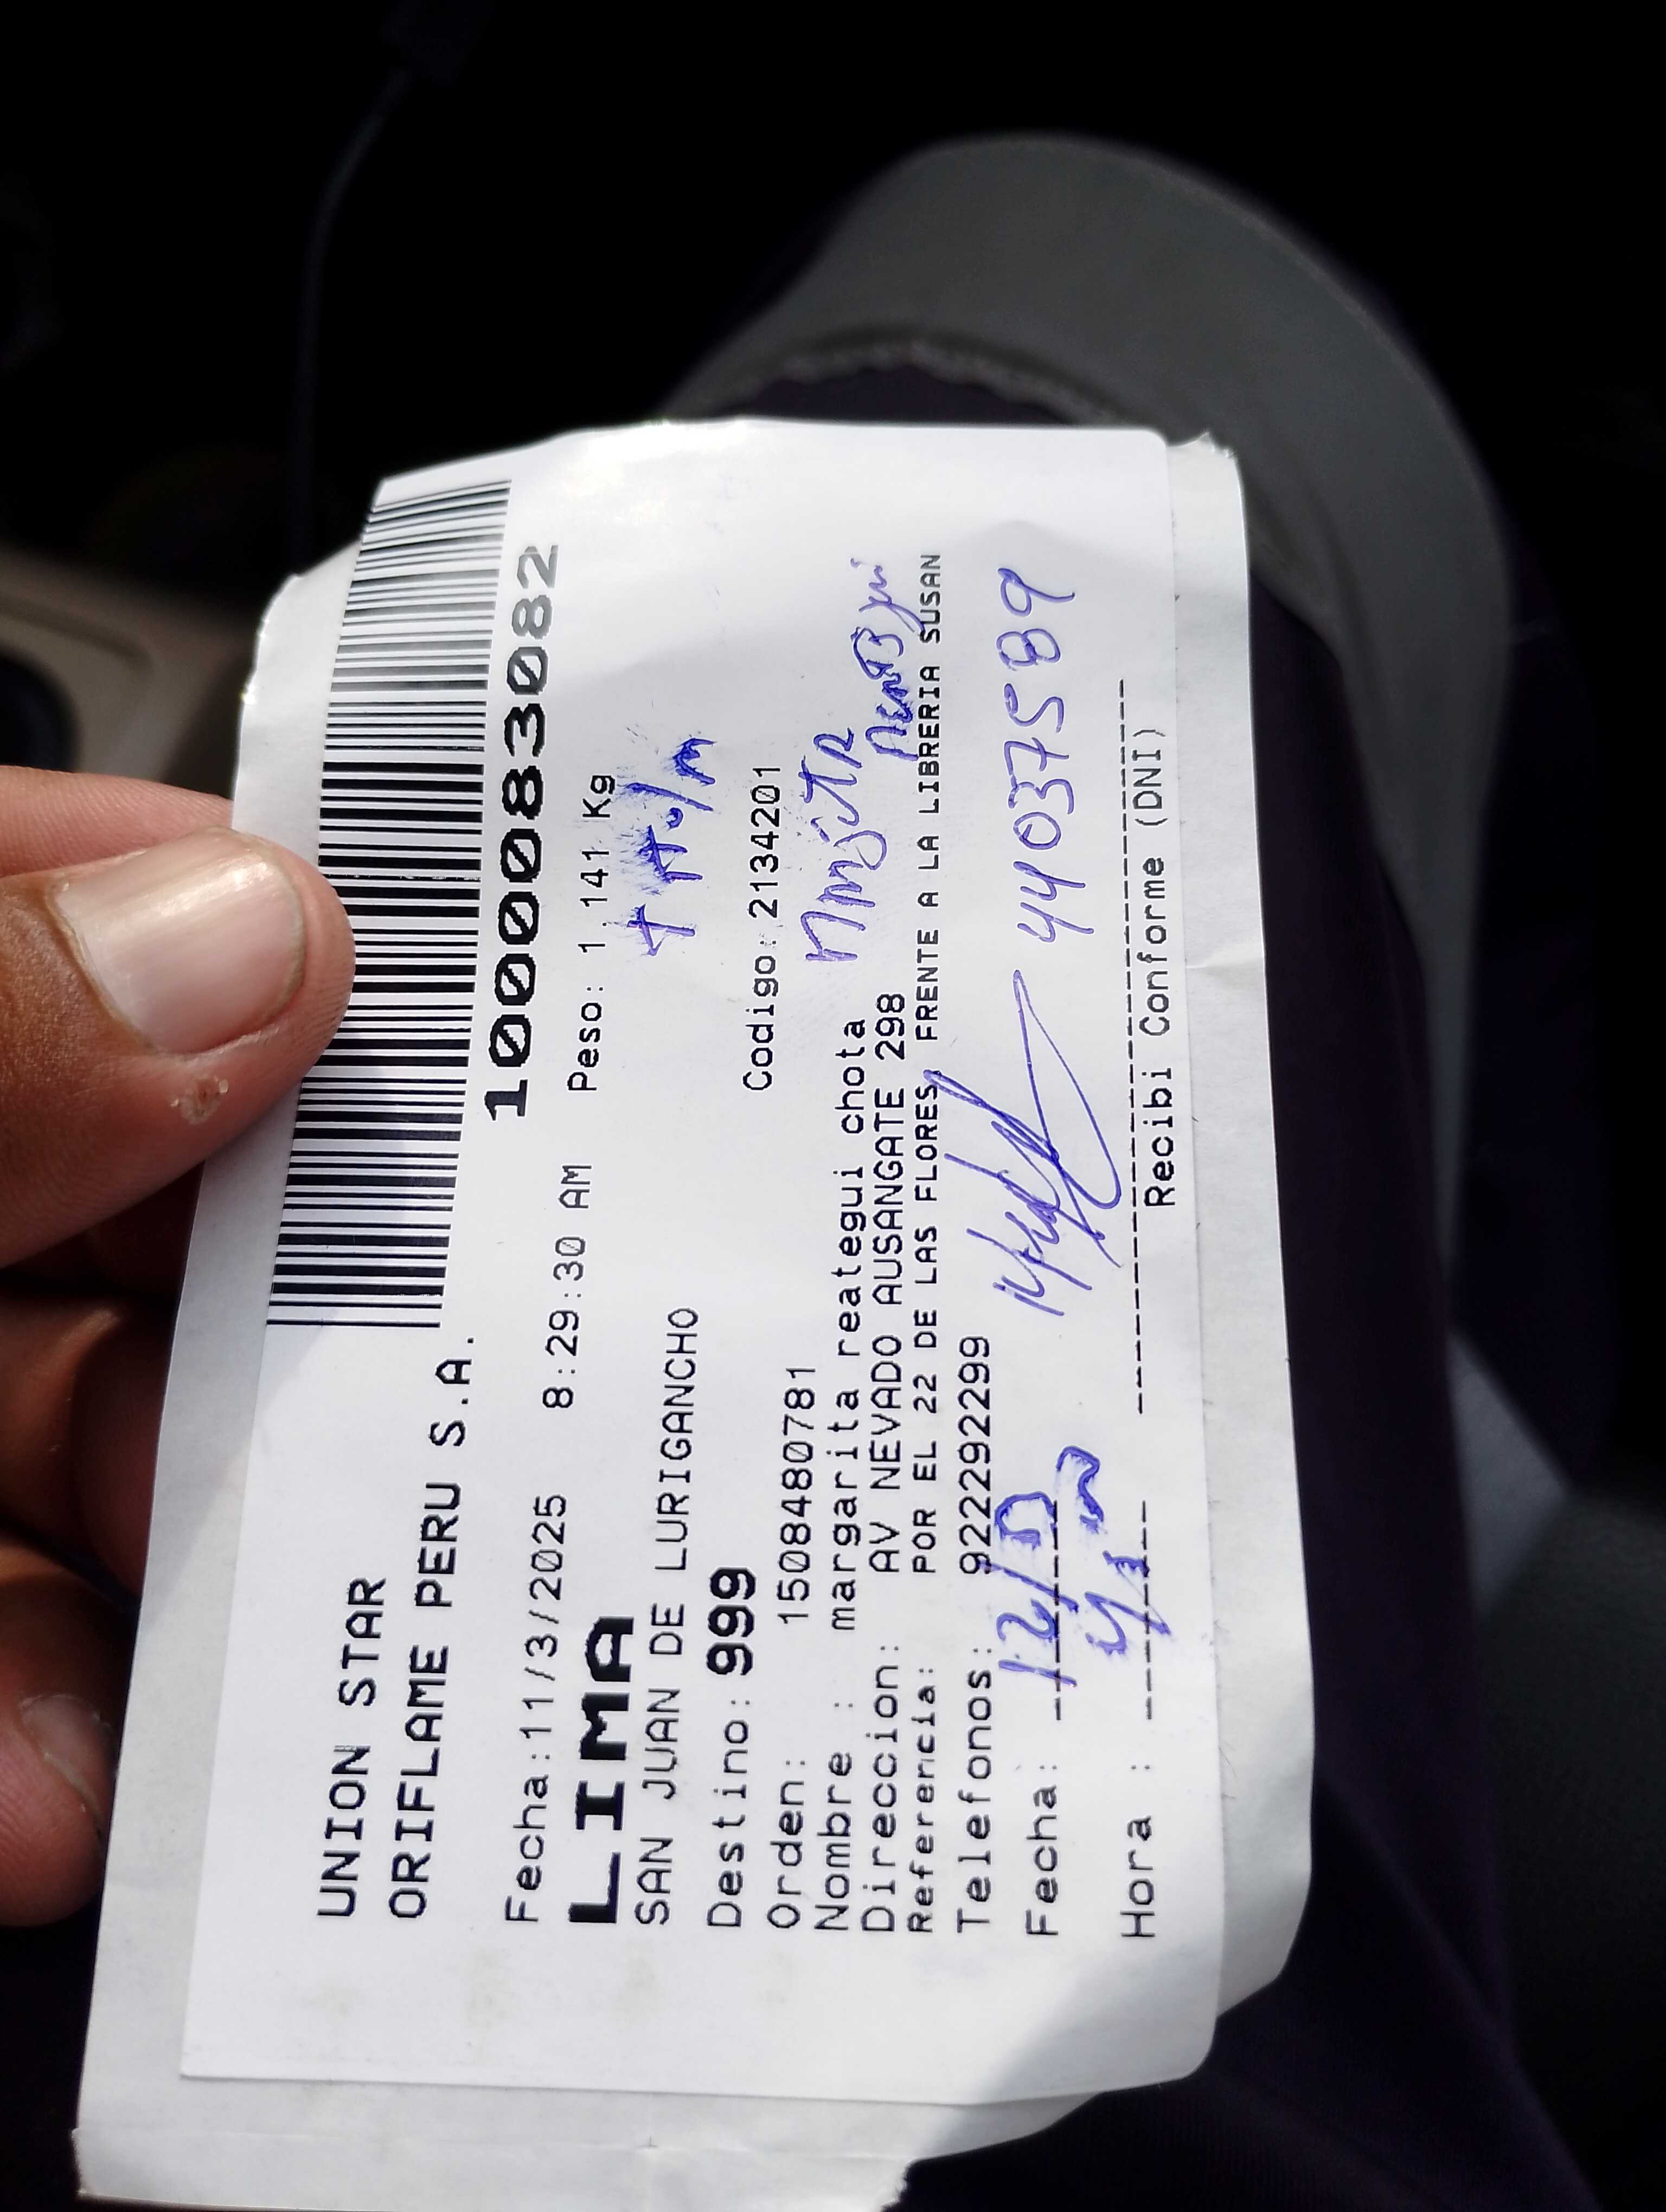 1000083082
UNION STAR
ORIFLAME PERU S.A.
Fecha:11/3/2025 8:29:30 AM Peso: 1.141 Kg
LIMA
SAN JUAN DE LURIGANCHO
Destino: 999 Codigo:2134201
Orden: 1508480781
Nombre : margarita reategui chota
Direccion: AV NEVADO AUSANGATE 298
Referencia: POR EL 22 DE LAS FLORES, FRENTE A LA LIBRERIA SUSAN
Telefonos: 922292299
Fecha: 44037589
Hora :
Recibi Conforme (DNI)